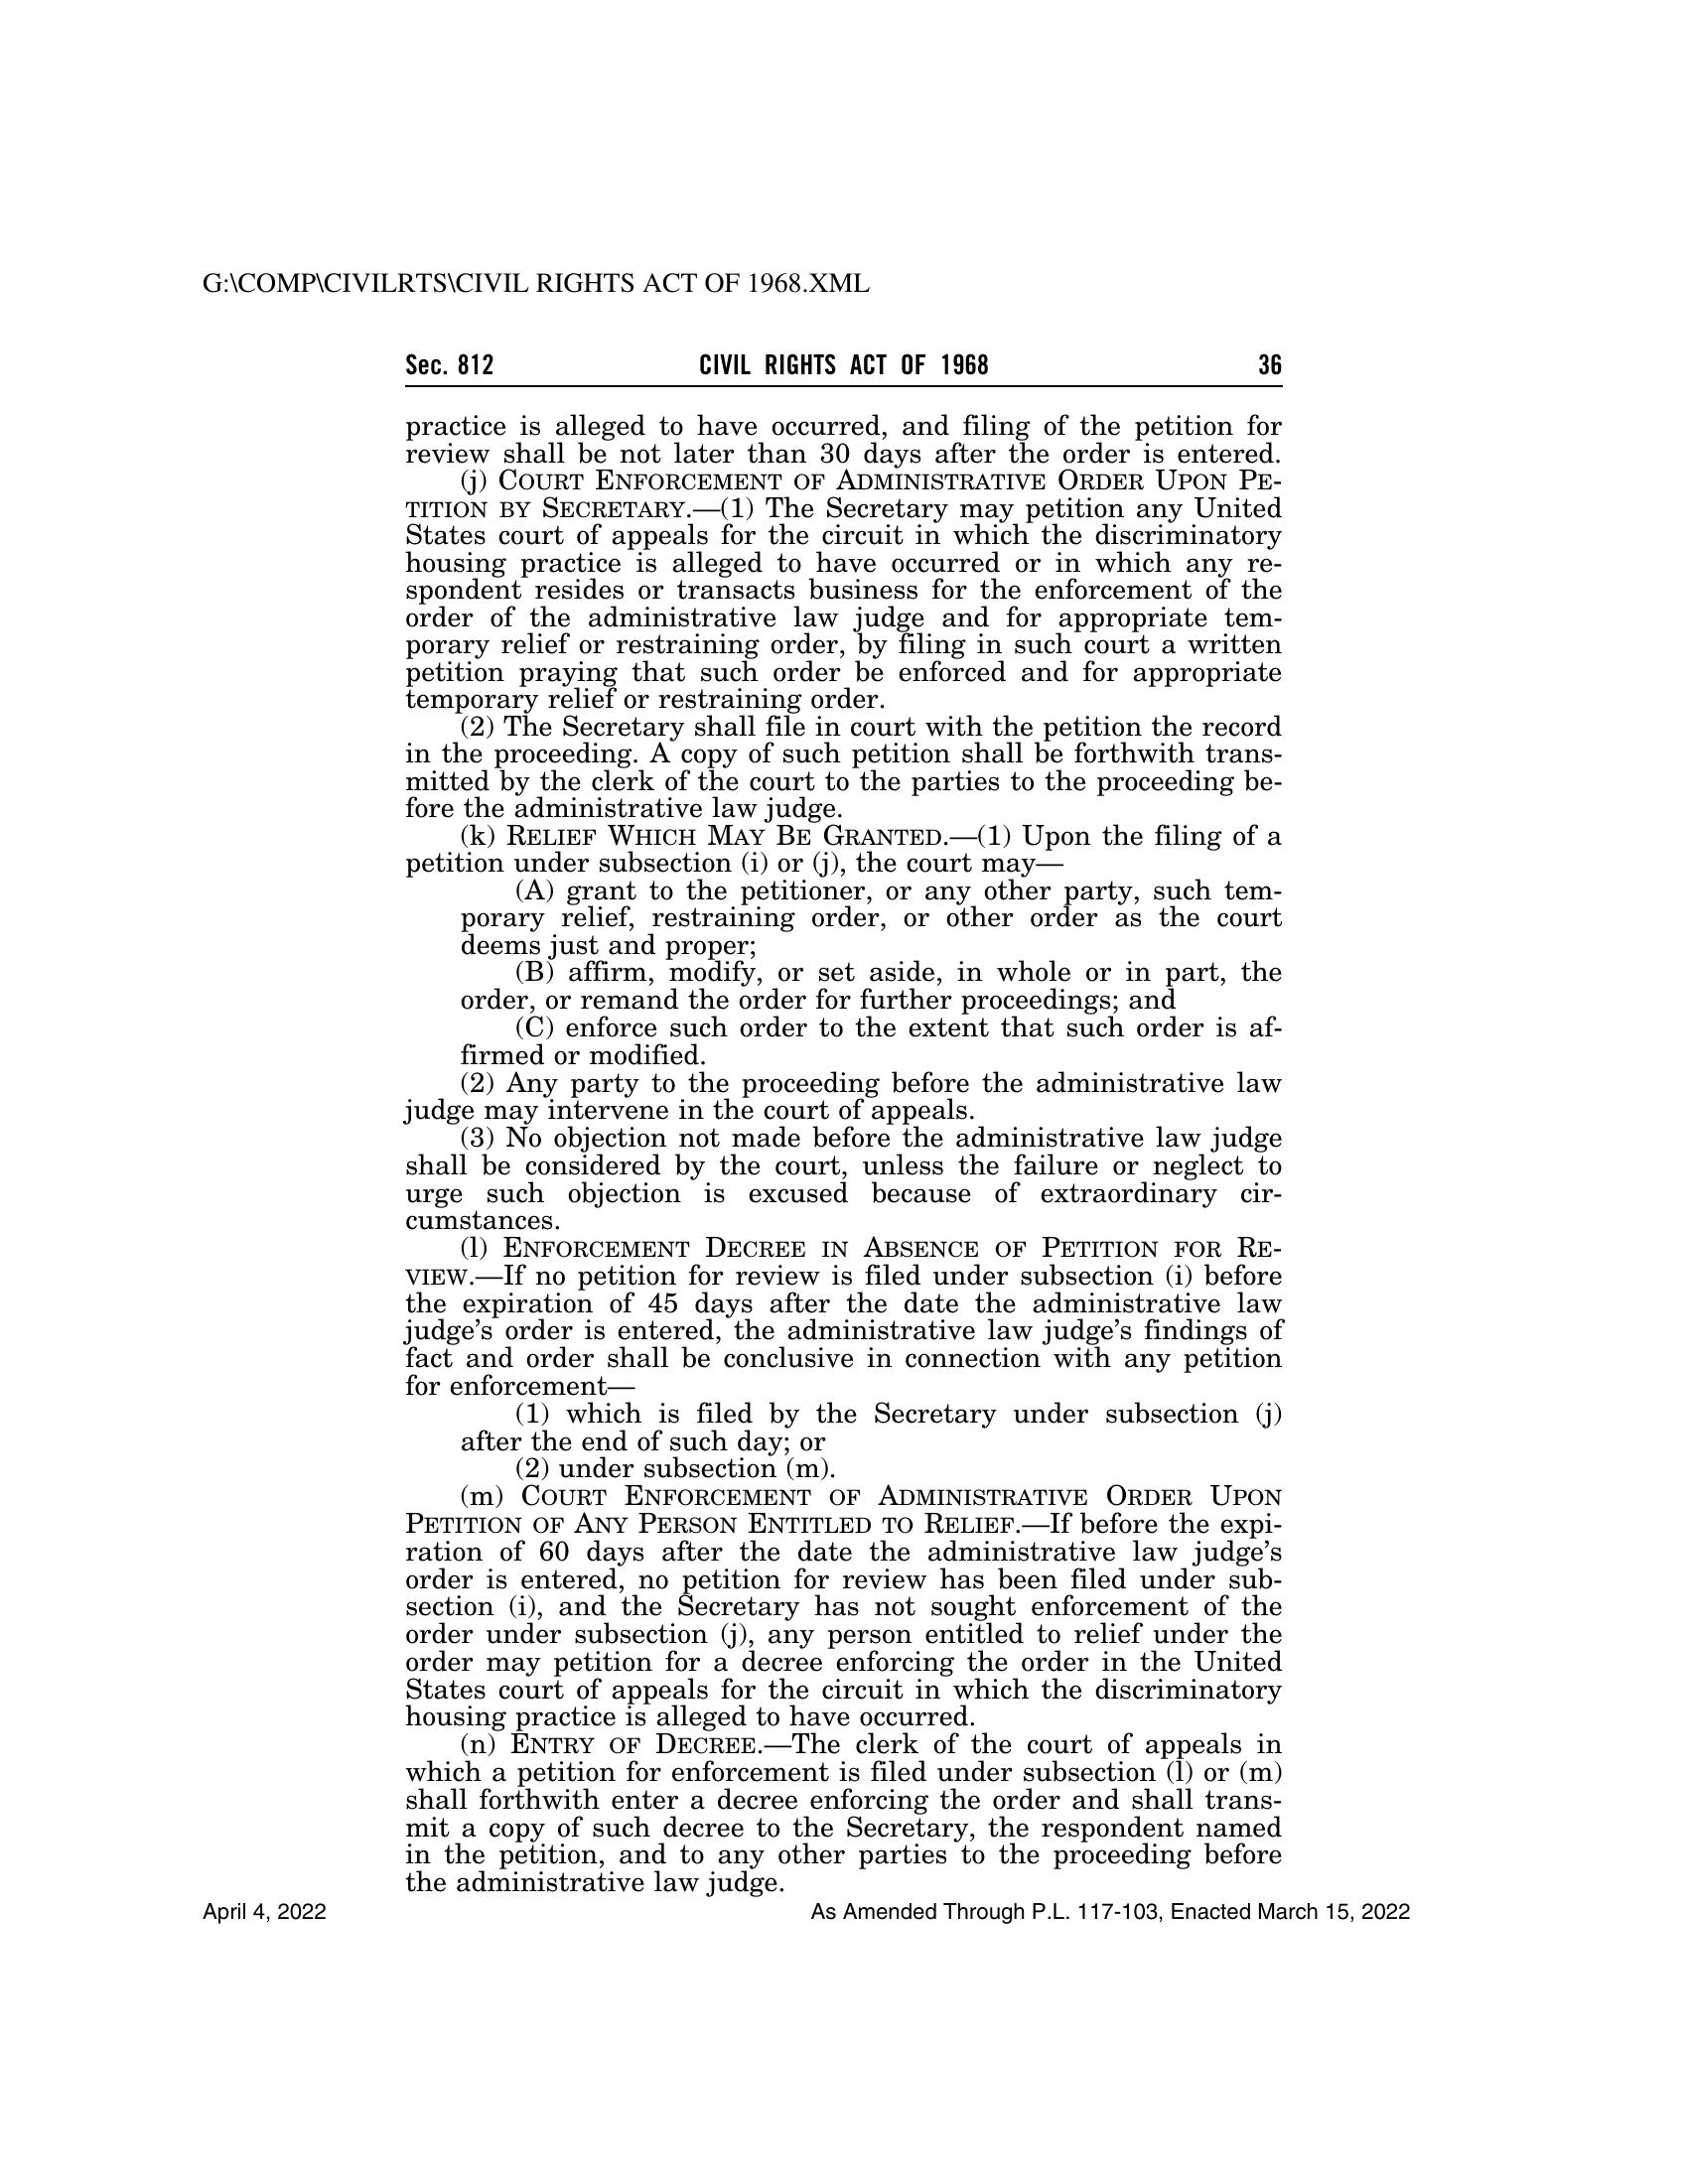 G:\COMP\CIVILRTS\CIVIL RIGHTS ACT OF 1968.XML
Sec. 812 CIVIL RIGHTS ACT OF 1968 36
practice is alleged to have occurred, and filing of the petition for
review shall be not later than 30 days after the order is entered.
(j) COURT ENFORCEMENT OF ADMINISTRATIVE ORDER UPON PE-
TITION BY SECRETARY.—(1) The Secretary may petition any United
States court of appeals for the circuit in which the discriminatory
housing practice is alleged to have occurred or in which any re-
spondent resides or transacts business for the enforcement of the
order of the administrative law judge and for appropriate tem-
porary relief or restraining order, by filing in such court a written
petition praying that such order be enforced and for appropriate
temporary relief or restraining order.
(2) The Secretary shall file in court with the petition the record
in the proceeding. A copy of such petition shall be forthwith trans-
mitted by the clerk of the court to the parties to the proceeding be-
fore the administrative law judge.
(k) RELIEF WHICH MAY BE GRANTED.—(1) Upon the filing of a
petition under subsection (i) or (j), the court may—
(A) grant to the petitioner, or any other party, such tem-
porary relief, restraining order, or other order as the court
deems just and proper;
(B) affirm, modify, or set aside, in whole or in part, the
order, or remand the order for further proceedings; and
(C) enforce such order to the extent that such order is af-
firmed or modified.
(2) Any party to the proceeding before the administrative law
judge may intervene in the court of appeals.
(3) No objection not made before the administrative law judge
shall be considered by the court, unless the failure or neglect to
urge such objection is excused because of extraordinary cir-
cumstances.
(l) ENFORCEMENT DECREE IN ABSENCE OF PETITION FOR RE-
VIEW.—If no petition for review is filed under subsection (i) before
the expiration of 45 days after the date the administrative law
judge's order is entered, the administrative law judge's findings of
fact and order shall be conclusive in connection with any petition
for enforcement—
(1) which is filed by the Secretary under subsection (j)
after the end of such day; or
(2) under subsection (m).
(m) COURT ENFORCEMENT OF ADMINISTRATIVE ORDER UPON
PETITION OF ANY PERSON ENTITLED TO RELIEF.—If before the expi-
ration of 60 days after the date the administrative law judge's
order is entered, no petition for review has been filed under sub-
section (i), and the Secretary has not sought enforcement of the
order under subsection (j), any person entitled to relief under the
order may petition for a decree enforcing the order in the United
States court of appeals for the circuit in which the discriminatory
housing practice is alleged to have occurred.
(n) ENTRY OF DECREE.—The clerk of the court of appeals in
which a petition for enforcement is filed under subsection (l) or (m)
shall forthwith enter a decree enforcing the order and shall trans-
mit a copy of such decree to the Secretary, the respondent named
in the petition, and to any other parties to the proceeding before
the administrative law judge.
April 4, 2022 As Amended Through P.L. 117-103, Enacted March 15, 2022